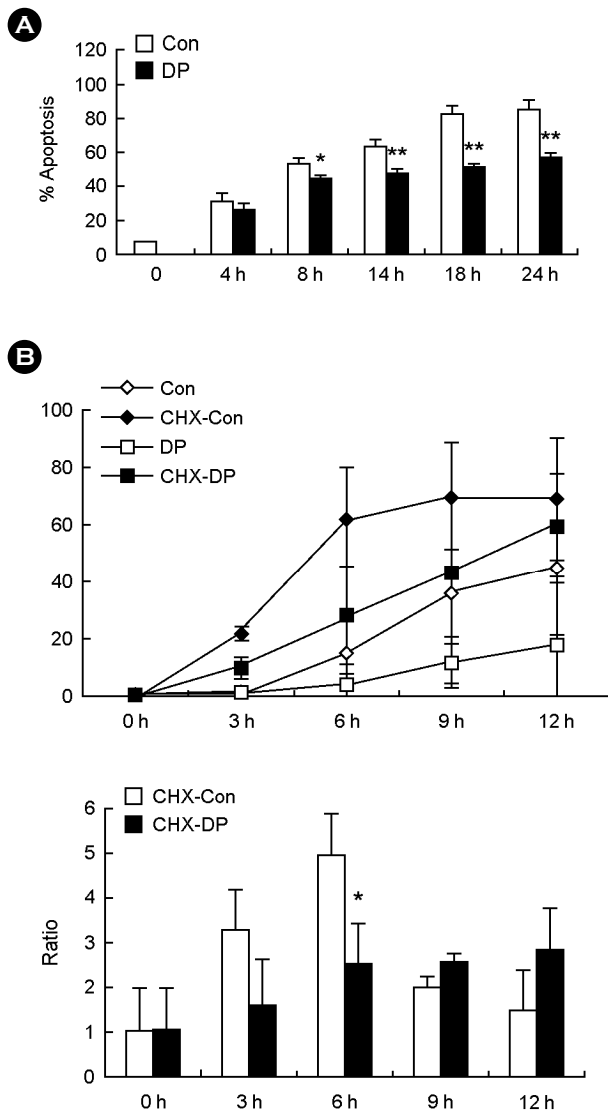 A
Con
DP
120
100
80
60
40
20
0
% Apoptosis
*
**
**
**
0 4 h 8 h 14 h 18 h 24 h
B
Con
CHX-Con
DP
CHX-DP
100
80
60
40
20
0
0 h 3 h 6 h 9 h 12 h
CHX-Con
CHX-DP
6
5
4
3
2
1
0
Ratio
*
0 h 3 h 6 h 9 h 12 h